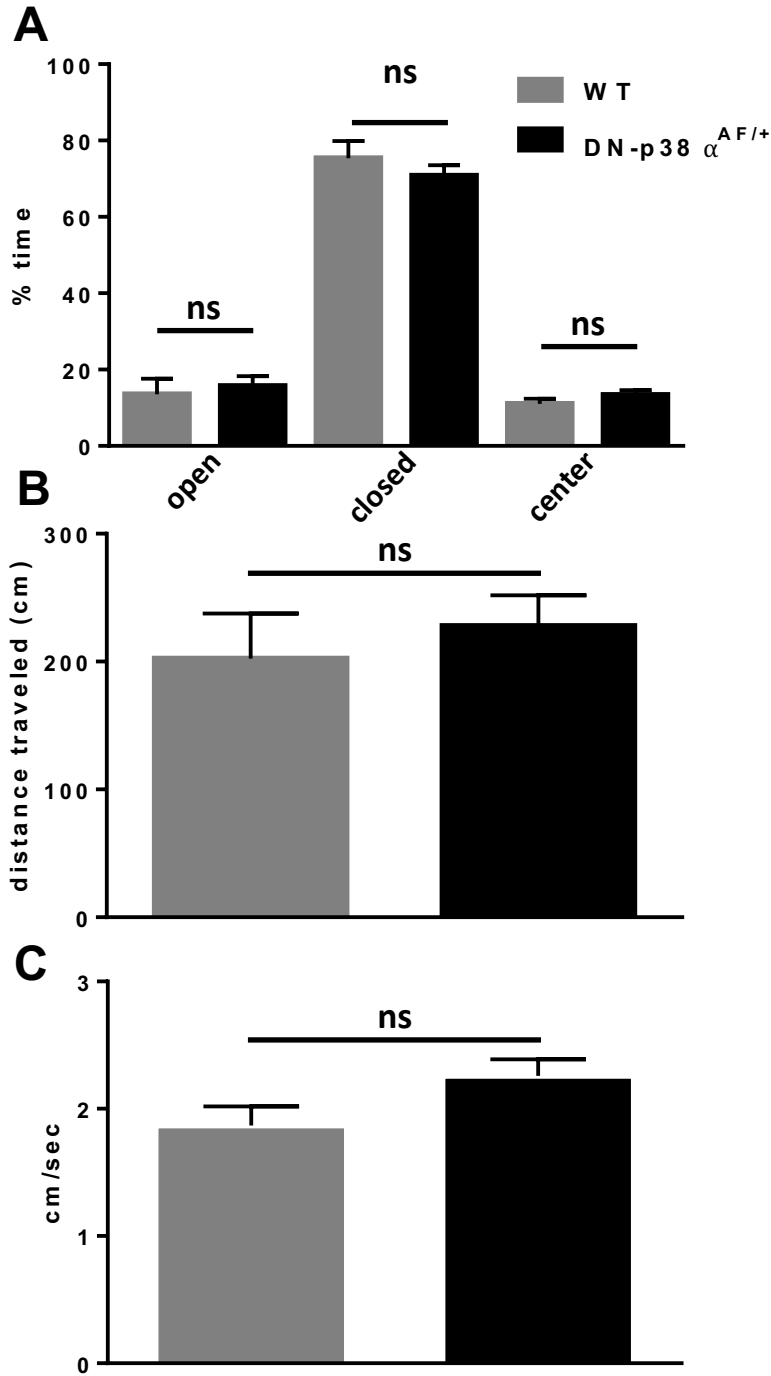 A
100
80
60
40
20
0
% time
ns
ns
ns
WT
DN-p38 α^AF/+
open
closed
center
B
300
200
100
0
distance traveled (cm)
ns
C
3
2
1
0
cm/sec
ns